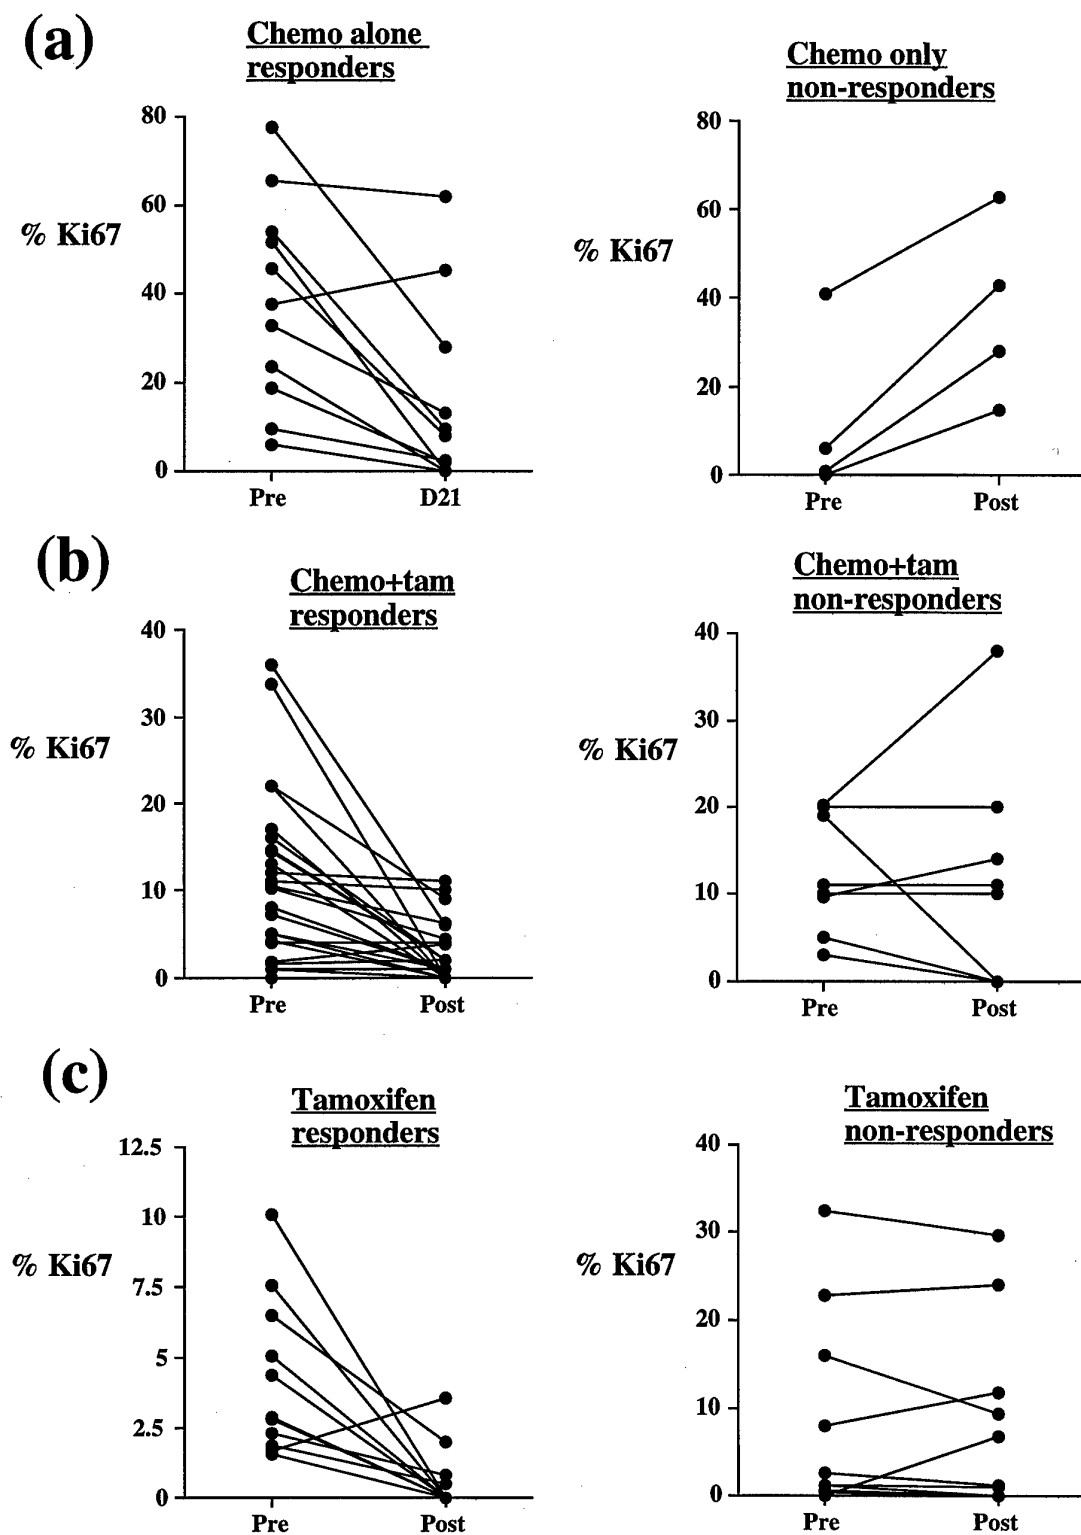 (a)
Chemo alone
responders
Chemo only
non-responders
% Ki67
80
60
40
20
0
Pre
D21
% Ki67
80
60
40
20
0
Pre
Post
(b)
Chemo+tam
responders
Chemo+tam
non-responders
% Ki67
40
30
20
10
0
Pre
Post
% Ki67
40
30
20
10
0
Pre
Post
(c)
Tamoxifen
responders
Tamoxifen
non-responders
% Ki67
12.5
10
7.5
5
2.5
0
Pre
Post
% Ki67
40
30
20
10
0
Pre
Post